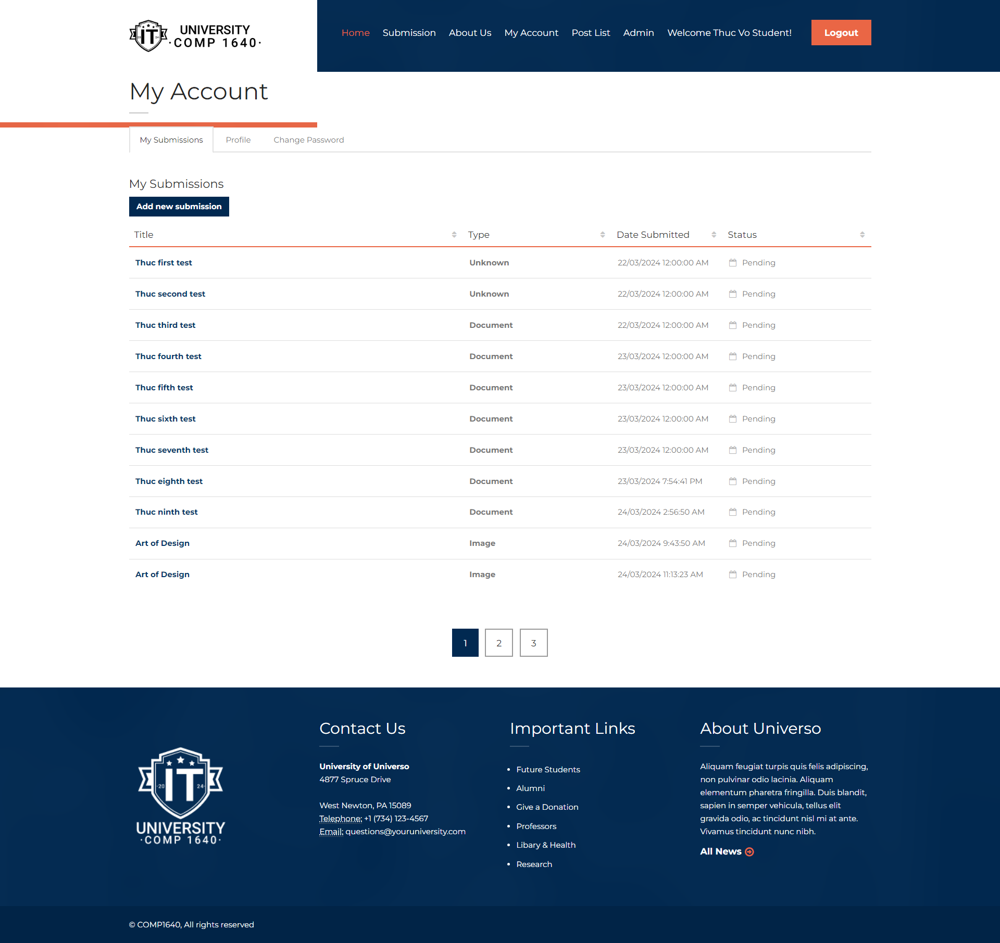 IT
UNIVERSITY
·COMP 1640·
Home Submission About Us My Account Post List Admin Welcome Thuc Vo Student! Logout
My Account
My Submissions Profile Change Password
My Submissions
Add new submission
Title Type Date Submitted Status
Thuc first test Unknown 22/03/2024 12:00:00 AM Pending
Thuc second test Unknown 22/03/2024 12:00:00 AM Pending
Thuc third test Document 22/03/2024 12:00:00 AM Pending
Thuc fourth test Document 23/03/2024 12:00:00 AM Pending
Thuc fifth test Document 23/03/2024 12:00:00 AM Pending
Thuc sixth test Document 23/03/2024 12:00:00 AM Pending
Thuc seventh test Document 23/03/2024 12:00:00 AM Pending
Thuc eighth test Document 23/03/2024 7:54:41 PM Pending
Thuc ninth test Document 24/03/2024 2:56:50 AM Pending
Art of Design Image 24/03/2024 9:43:50 AM Pending
Art of Design Image 24/03/2024 11:13:23 AM Pending
1 2 3
·20 IT 24·
UNIVERSITY
·COMP 1640·
Contact Us
University of Universo
4877 Spruce Drive
West Newton, PA 15089
Telephone: +1 (734) 123-4567
Email: questions@youruniversity.com
Important Links
Future Students
Alumni
Give a Donation
Professors
Libary & Health
Research
About Universo
Aliquam feugiat turpis quis felis adipiscing,
non pulvinar odio lacinia. Aliquam
elementum pharetra fringilla. Duis blandit,
sapien in semper vehicula, tellus elit
gravida odio, ac tincidunt nisl mi at ante.
Vivamus tincidunt nunc nibh.
All News
© COMP1640, All rights reserved